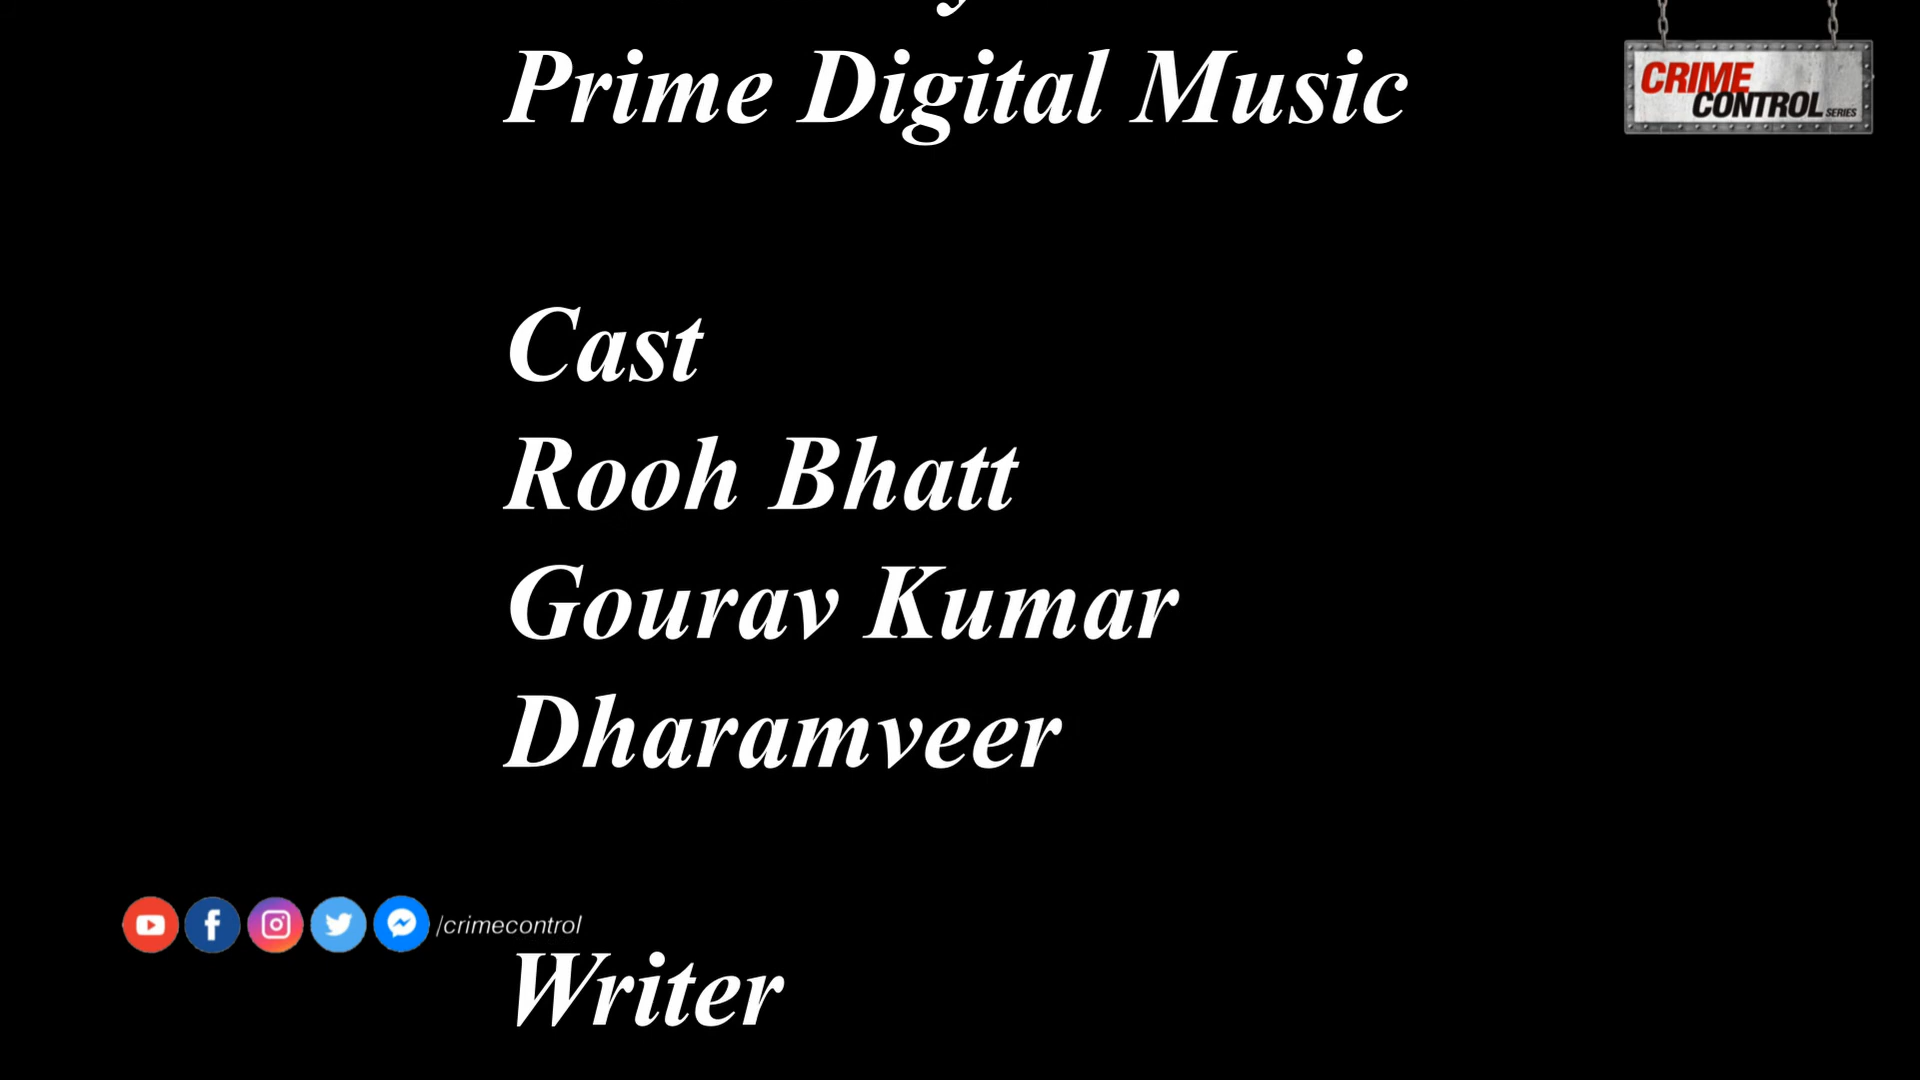 Prime Digital Music
CRIME
CONTROL SERIES
Cast
Rooh Bhatt
Gourav Kumar
Dharamveer
/crimecontrol
Writer